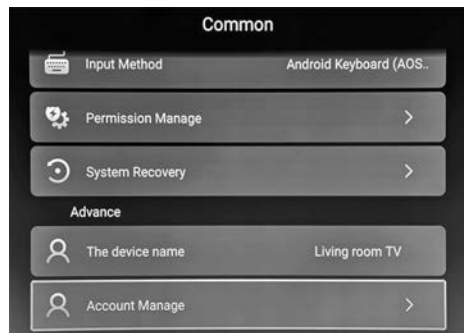 Common
Input Method Android Keyboard (AOS..
Permission Manage
System Recovery
Advance
The device name Living room TV
Account Manage